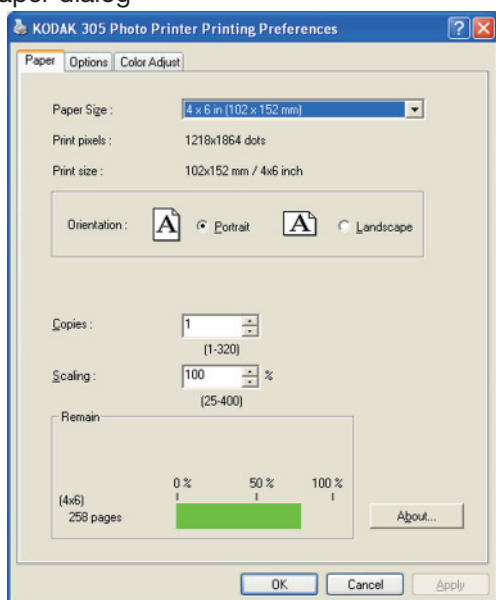 aper dialog
KODAK 305 Photo Printer Printing Preferences
Paper Options Color Adjust
Paper Size : 4 x 6 in (102 x 152 mm)
Print pixels : 1218x1864 dots
Print size : 102x152 mm / 4x6 inch
Orientation : A Portrait A Landscape
Copies : 1
(1-320)
Scaling : 100 %
(25-400)
Remain
0 % 50 % 100 %
(4x6)
258 pages
About...
OK Cancel Apply